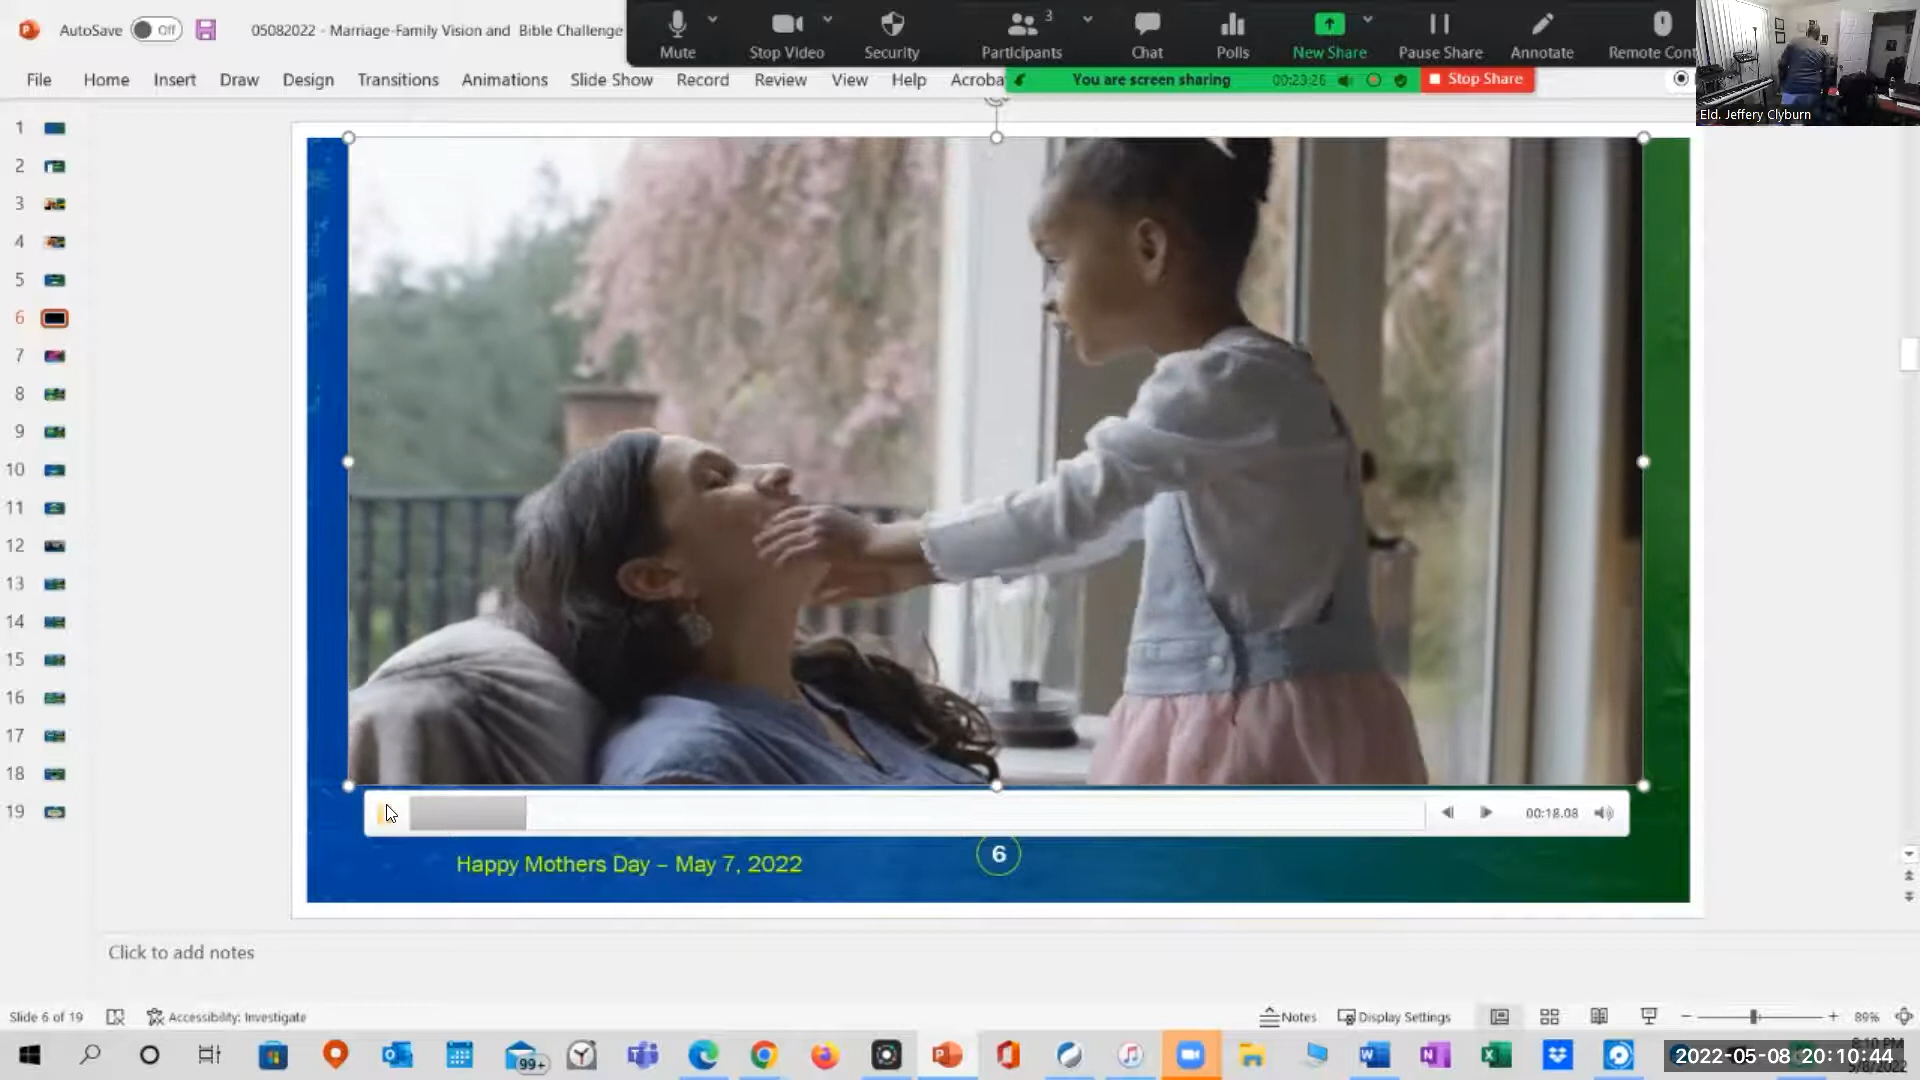 AutoSave Off 05082022 - Marriage-Family Vision and Bible Challenge
Mute
Stop Video
Security
3
Participants
Chat
Polls
New Share
Pause Share
Annotate
Remote Cont
Eld. Jeffery Clyburn
File Home Insert Draw Design Transitions Animations Slide Show Record Review View Help Acroba
You are screen sharing 00:23:26 Stop Share
1
2
3
4
5
6
7
8
9
10
11
12
13
14
15
16
17
18
19
00:18.08
Happy Mothers Day – May 7, 2022
6
Click to add notes
Slide 6 of 19 Accessibility: Investigate Notes Display Settings 89%
99+
2022-05-08 20:10:44